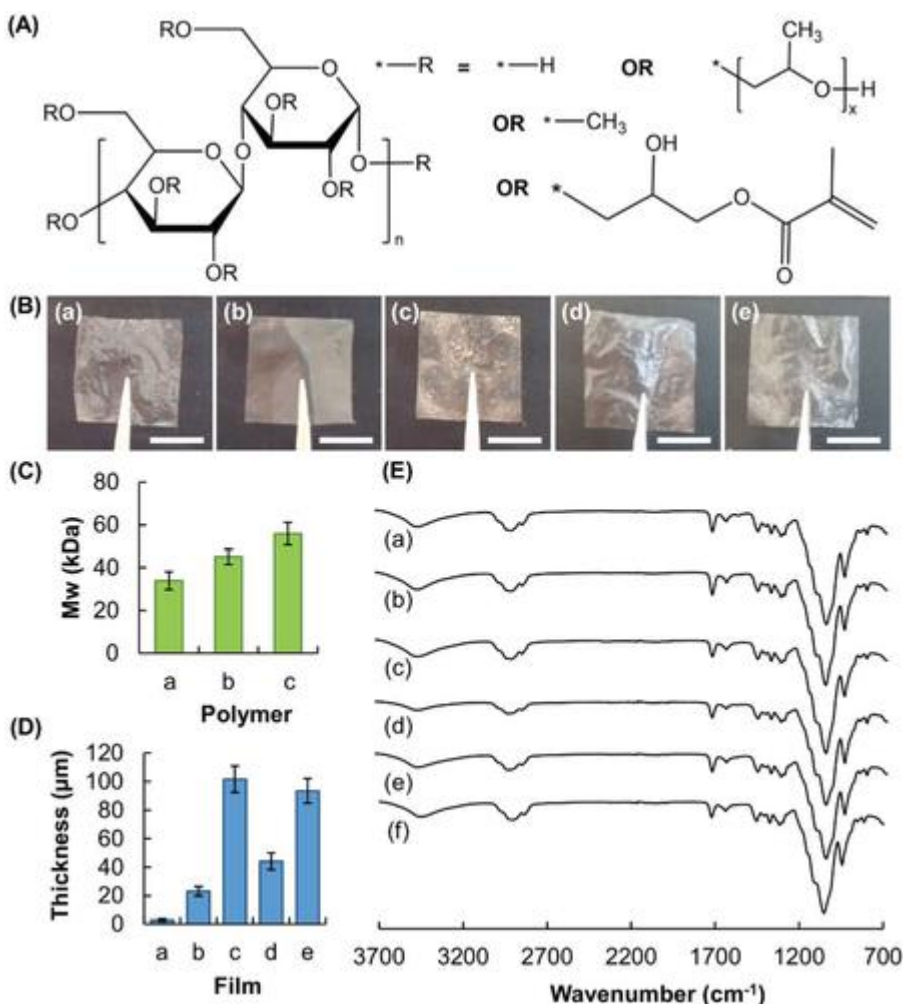 (A)
RO
O
*—R = *—H OR
CH3
*
O—H
x
OR
RO
OR
OR *—CH3
O
O
O
OR
R
OR
RO
OR
OR
n
OR *
OH
O
O
(B) (a) (b) (c) (d) (e)
(C)
Mw (kDa)
80
60
40
20
0
a b c
Polymer
(D)
Thickness (µm)
120
100
80
60
40
20
0
a b c d e
Film
(E)
(a)
(b)
(c)
(d)
(e)
(f)
3700 3200 2700 2200 1700 1200 700
Wavenumber (cm-1)